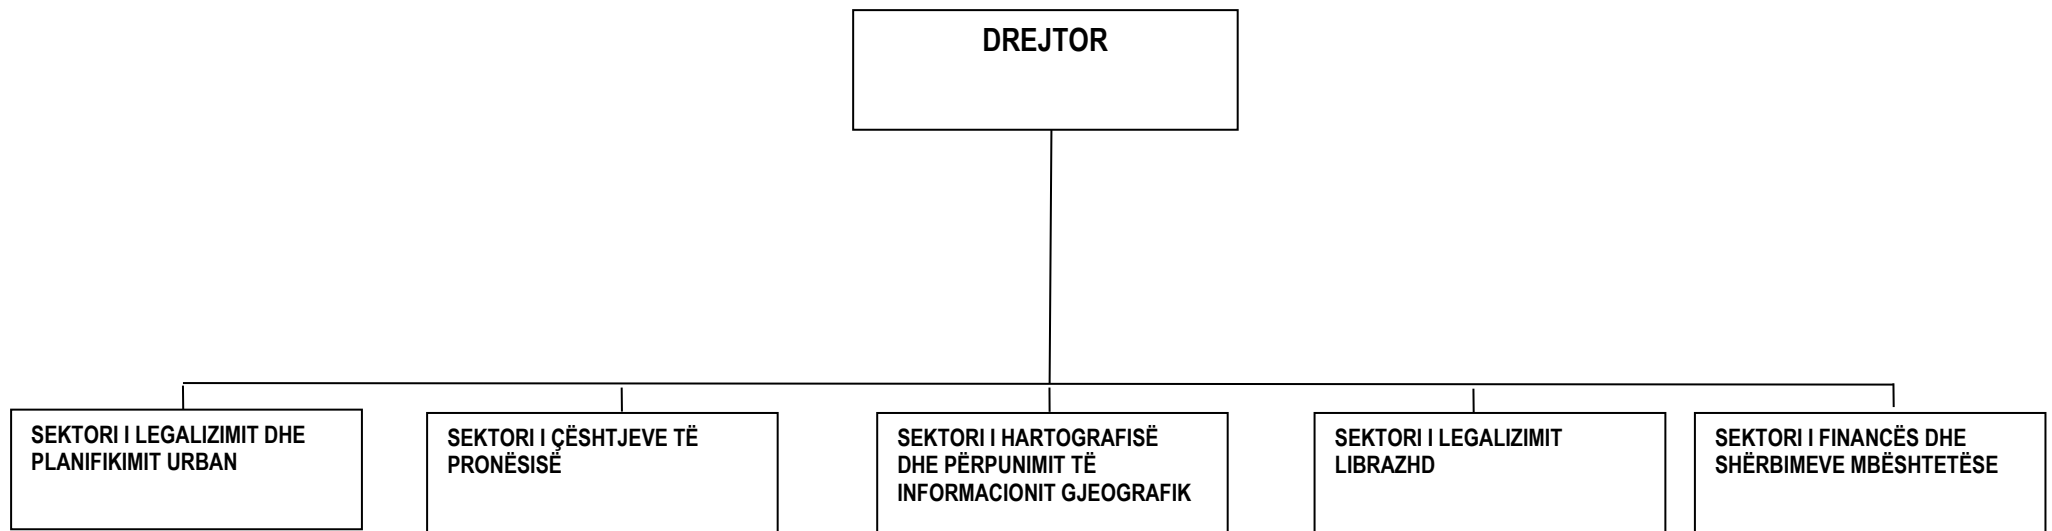 DREJTOR
SEKTORI I LEGALIZIMIT DHE
PLANIFIKIMIT URBAN
SEKTORI I ÇËSHTJEVE TË
PRONËSISË
SEKTORI I HARTOGRAFISË
DHE PËRPUNIMIT TË
INFORMACIONIT GJEOGRAFIK
SEKTORI I LEGALIZIMIT
LIBRAZHD
SEKTORI I FINANCËS DHE
SHËRBIMEVE MBËSHTETËSE